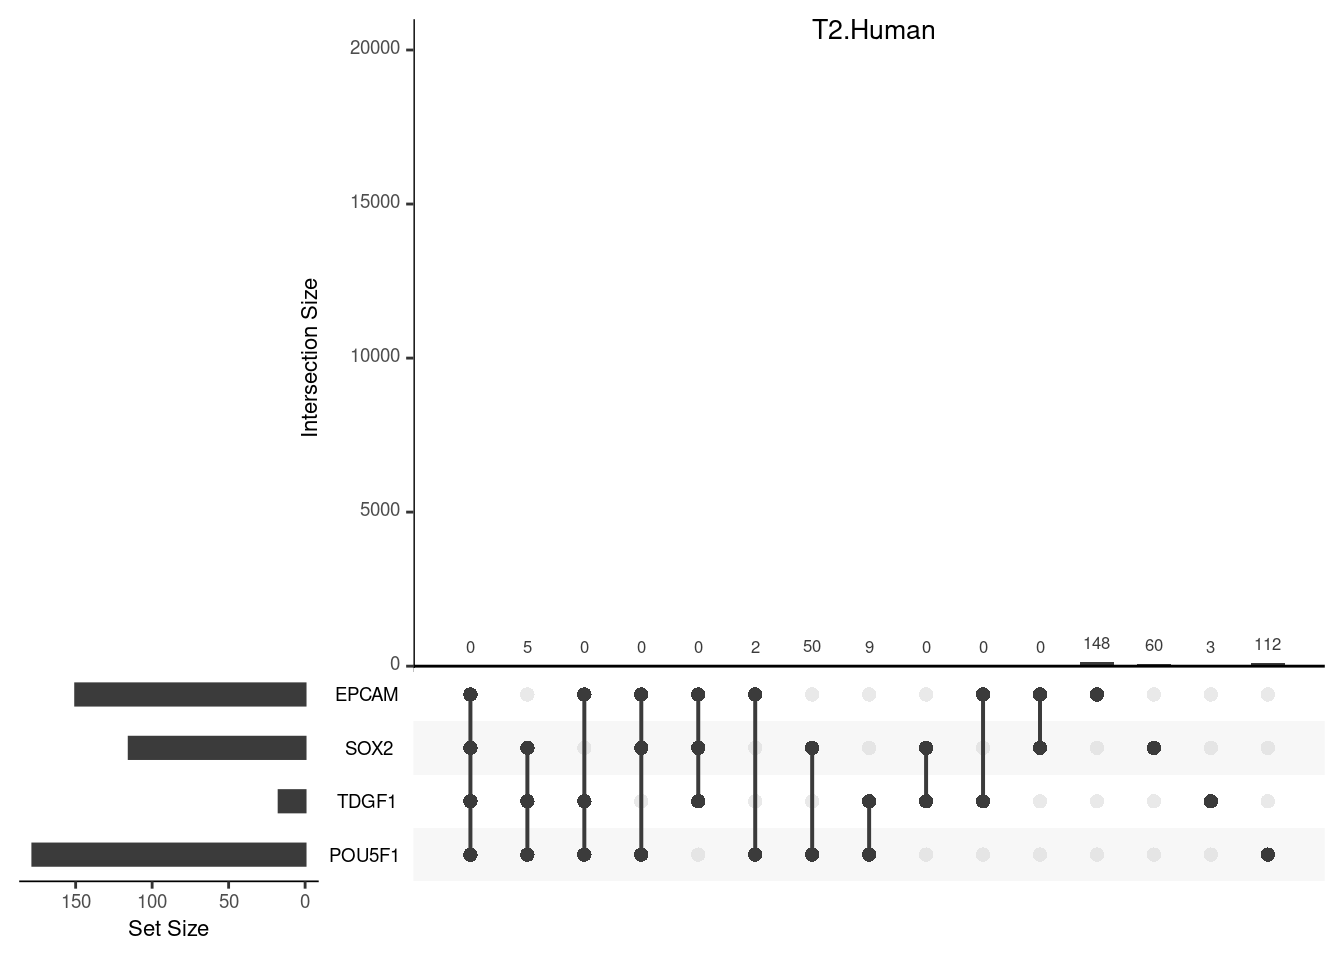 T2.Human
20000
15000
10000
5000
0
Intersection Size
0 5 0 0 0 2 50 9 0 0 0 148 60 3 112
EPCAM
SOX2
TDGF1
POU5F1
150 100 50 0
Set Size